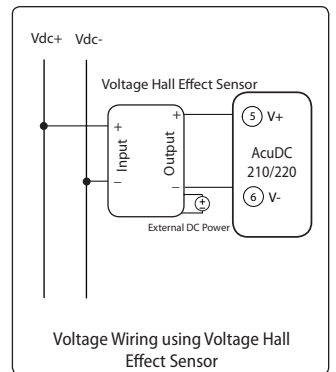 Vdc+ Vdc-
Voltage Hall Effect Sensor
+ Input -
+ Output -
5 V+
AcuDC
210/220
6 V-
+ -
External DC Power
Voltage Wiring using Voltage Hall
Effect Sensor